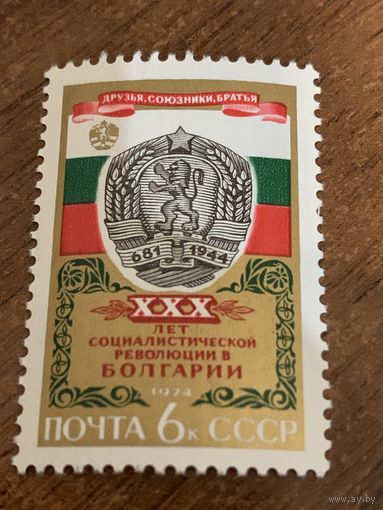 ДРУЗЬЯ, СОЮЗНИКИ, БРАТЬЯ
681 1944
XXX
ЛЕТ
СОЦИАЛИСТИЧЕСКОЙ
РЕВОЛЮЦИИ В
БОЛГАРИИ
1974
ПОЧТА 6к СССР
www.ay.by